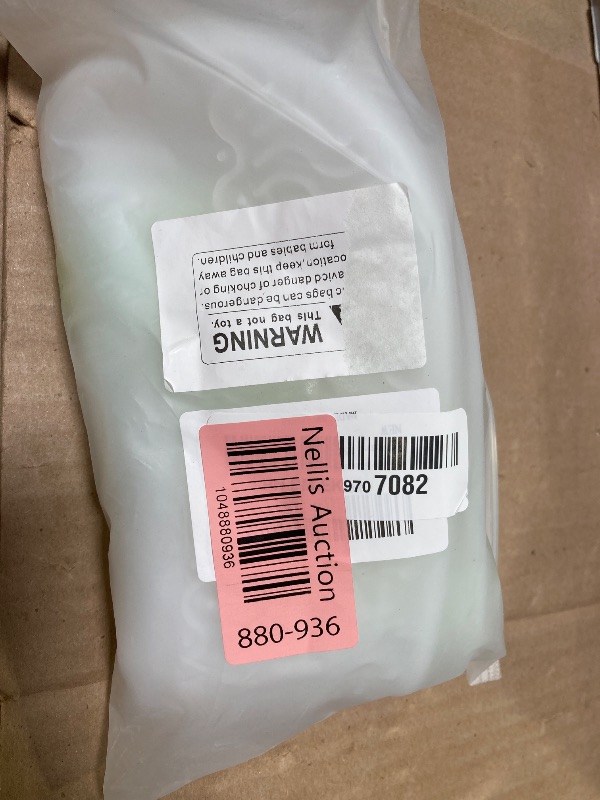 WARNING
This bag not a toy.
.c bags can be dangerous.
avicd danger of choking or
ocation, keep this bag away
form babies and children.
970 7082
Nellis Auction
1048880936
880-936